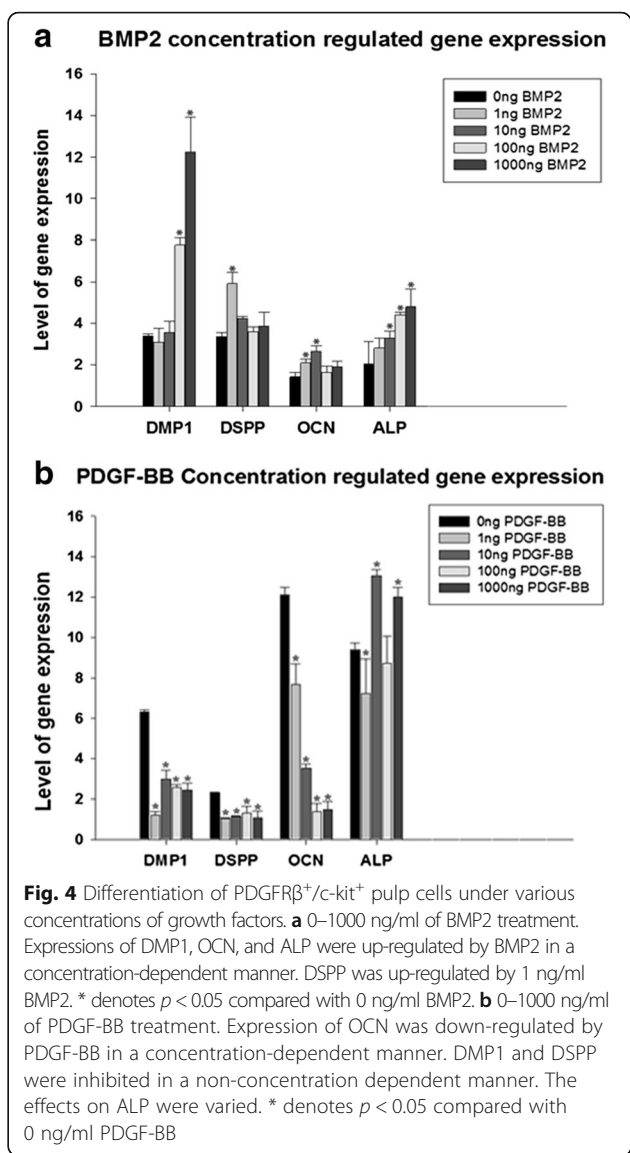 a BMP2 concentration regulated gene expression
16
14
12
10
8
6
4
2
0
Level of gene expression
0ng BMP2
1ng BMP2
10ng BMP2
100ng BMP2
1000ng BMP2
* * * * * * * * *
DMP1 DSPP OCN ALP
b PDGF-BB Concentration regulated gene expression
16
14
12
10
8
6
4
2
0
Level of gene expression
0ng PDGF-BB
1ng PDGF-BB
10ng PDGF-BB
100ng PDGF-BB
1000ng PDGF-BB
* * * * * * * * * * * * * * *
DMP1 DSPP OCN ALP
Fig. 4 Differentiation of PDGFRβ+/c-kit+ pulp cells under various
concentrations of growth factors. a 0–1000 ng/ml of BMP2 treatment.
Expressions of DMP1, OCN, and ALP were up-regulated by BMP2 in a
concentration-dependent manner. DSPP was up-regulated by 1 ng/ml
BMP2. * denotes p < 0.05 compared with 0 ng/ml BMP2. b 0–1000 ng/ml
of PDGF-BB treatment. Expression of OCN was down-regulated by
PDGF-BB in a concentration-dependent manner. DMP1 and DSPP
were inhibited in a non-concentration dependent manner. The
effects on ALP were varied. * denotes p < 0.05 compared with
0 ng/ml PDGF-BB